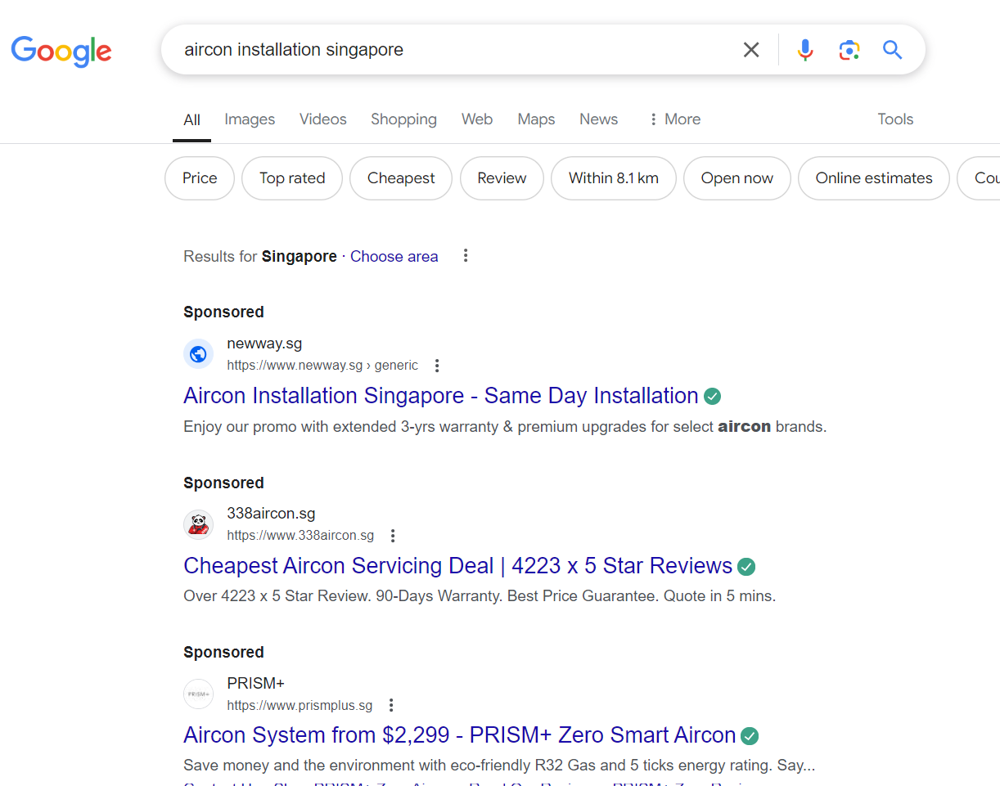 Google
aircon installation singapore
All Images Videos Shopping Web Maps News More Tools
Price Top rated Cheapest Review Within 8.1 km Open now Online estimates
Results for Singapore · Choose area
Sponsored
newway.sg
https://www.newway.sg › generic
Aircon Installation Singapore - Same Day Installation
Enjoy our promo with extended 3-yrs warranty & premium upgrades for select aircon brands.
Sponsored
338aircon.sg
https://www.338aircon.sg
Cheapest Aircon Servicing Deal | 4223 x 5 Star Reviews
Over 4223 x 5 Star Review. 90-Days Warranty. Best Price Guarantee. Quote in 5 mins.
Sponsored
PRISM+
PRISM+
https://www.prismplus.sg
Aircon System from $2,299 - PRISM+ Zero Smart Aircon
Save money and the environment with eco-friendly R32 Gas and 5 ticks energy rating. Say...